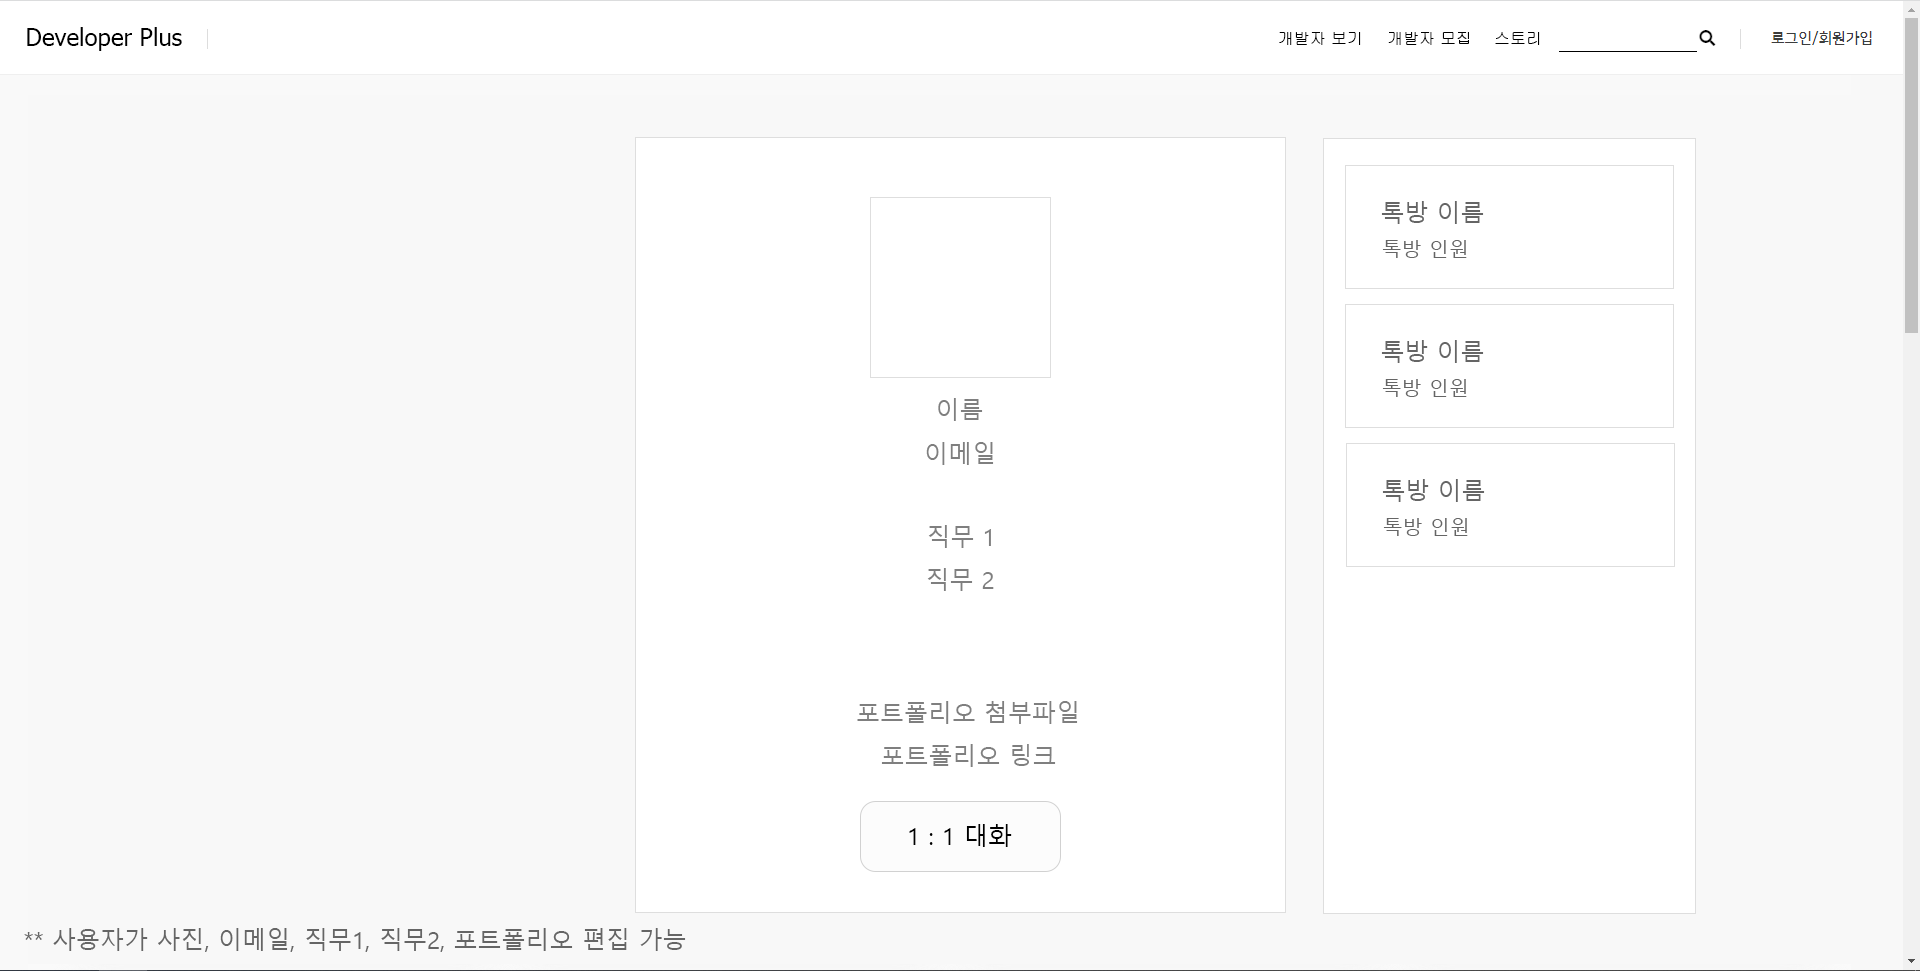 Developer Plus
개발자 보기 개발자 모집 스토리 로그인/회원가입
이름
이메일
직무 1
직무 2
포트폴리오 첨부파일
포트폴리오 링크
1 : 1 대화
톡방 이름
톡방 인원
톡방 이름
톡방 인원
톡방 이름
톡방 인원
** 사용자가 사진, 이메일, 직무1, 직무2, 포트폴리오 편집 가능